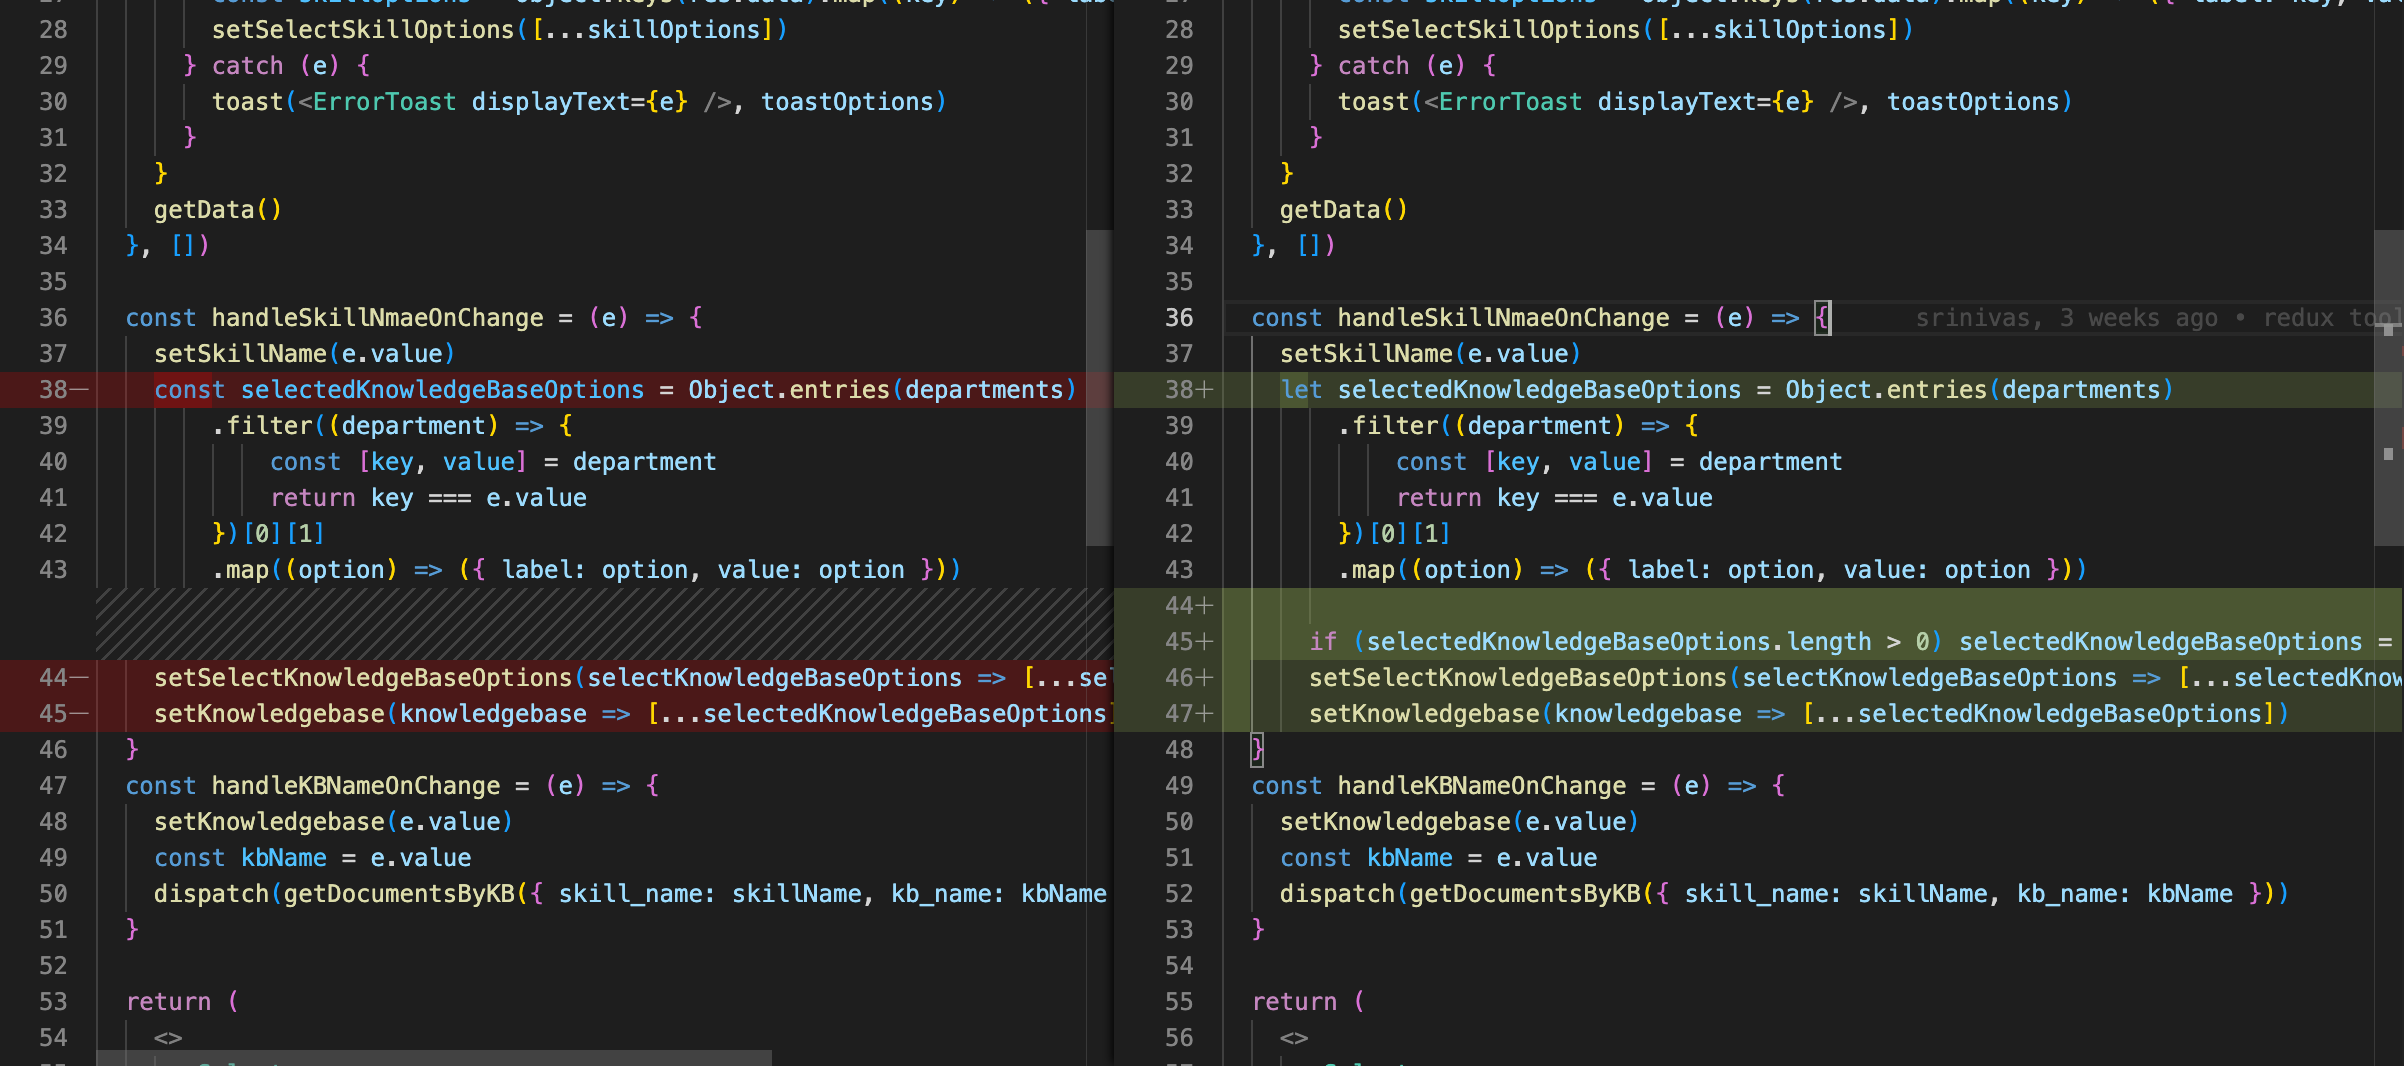 28 setSelectSkillOptions([...skillOptions])
29 } catch (e) {
30 toast(<ErrorToast displayText={e} />, toastOptions)
31 }
32 }
33 getData()
34 }, [])
35
36 const handleSkillNmaeOnChange = (e) => {
37 setSkillName(e.value)
38— const selectedKnowledgeBaseOptions = Object.entries(departments)
39 .filter((department) => {
40 const [key, value] = department
41 return key === e.value
42 })[0][1]
43 .map((option) => ({ label: option, value: option }))
44— setSelectKnowledgeBaseOptions(selectKnowledgeBaseOptions => [...sel
45— setKnowledgebase(knowledgebase => [...selectedKnowledgeBaseOptions]
46 }
47 const handleKBNameOnChange = (e) => {
48 setKnowledgebase(e.value)
49 const kbName = e.value
50 dispatch(getDocumentsByKB({ skill_name: skillName, kb_name: kbName
51 }
52
53 return (
54 <>
28 setSelectSkillOptions([...skillOptions])
29 } catch (e) {
30 toast(<ErrorToast displayText={e} />, toastOptions)
31 }
32 }
33 getData()
34 }, [])
35
36 const handleSkillNmaeOnChange = (e) => { srinivas, 3 weeks ago • redux tool
37 setSkillName(e.value)
38+ let selectedKnowledgeBaseOptions = Object.entries(departments)
39 .filter((department) => {
40 const [key, value] = department
41 return key === e.value
42 })[0][1]
43 .map((option) => ({ label: option, value: option }))
44+
45+ if (selectedKnowledgeBaseOptions.length > 0) selectedKnowledgeBaseOptions =
46+ setSelectKnowledgeBaseOptions(selectKnowledgeBaseOptions => [...selectedKnow
47+ setKnowledgebase(knowledgebase => [...selectedKnowledgeBaseOptions])
48 }
49 const handleKBNameOnChange = (e) => {
50 setKnowledgebase(e.value)
51 const kbName = e.value
52 dispatch(getDocumentsByKB({ skill_name: skillName, kb_name: kbName }))
53 }
54
55 return (
56 <>